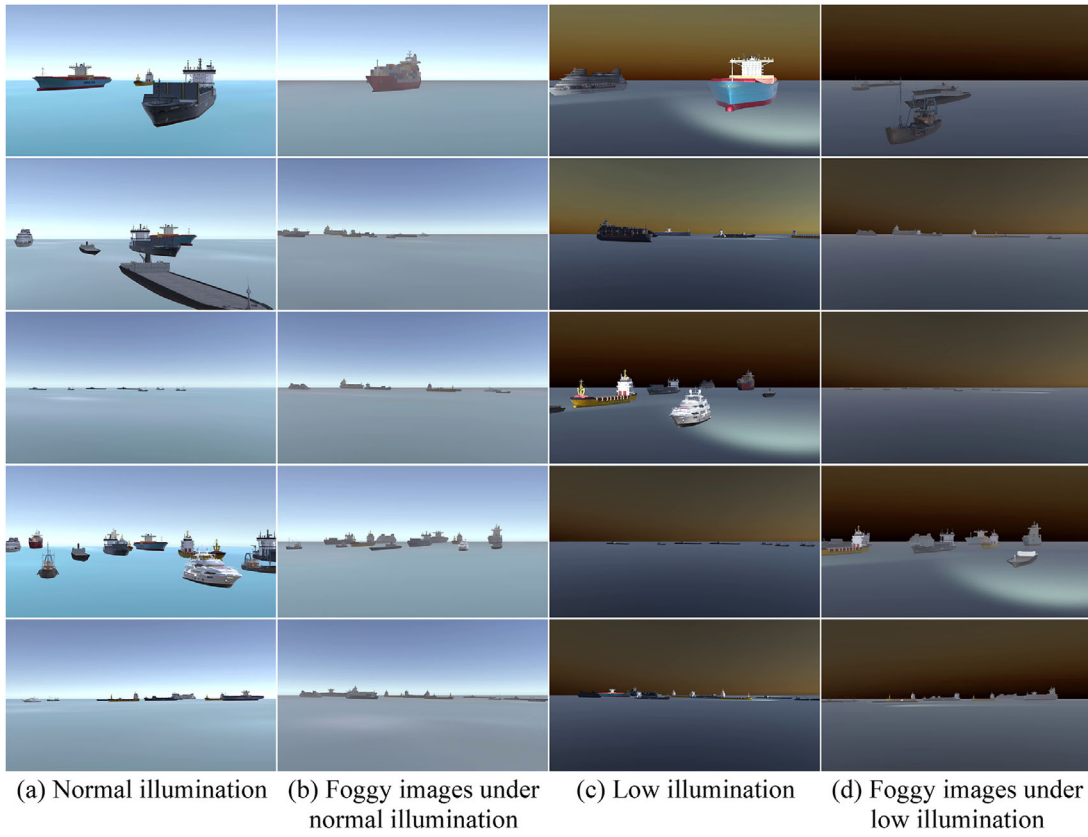 (a) Normal illumination
(b) Foggy images under
normal illumination
(c) Low illumination
(d) Foggy images under
low illumination